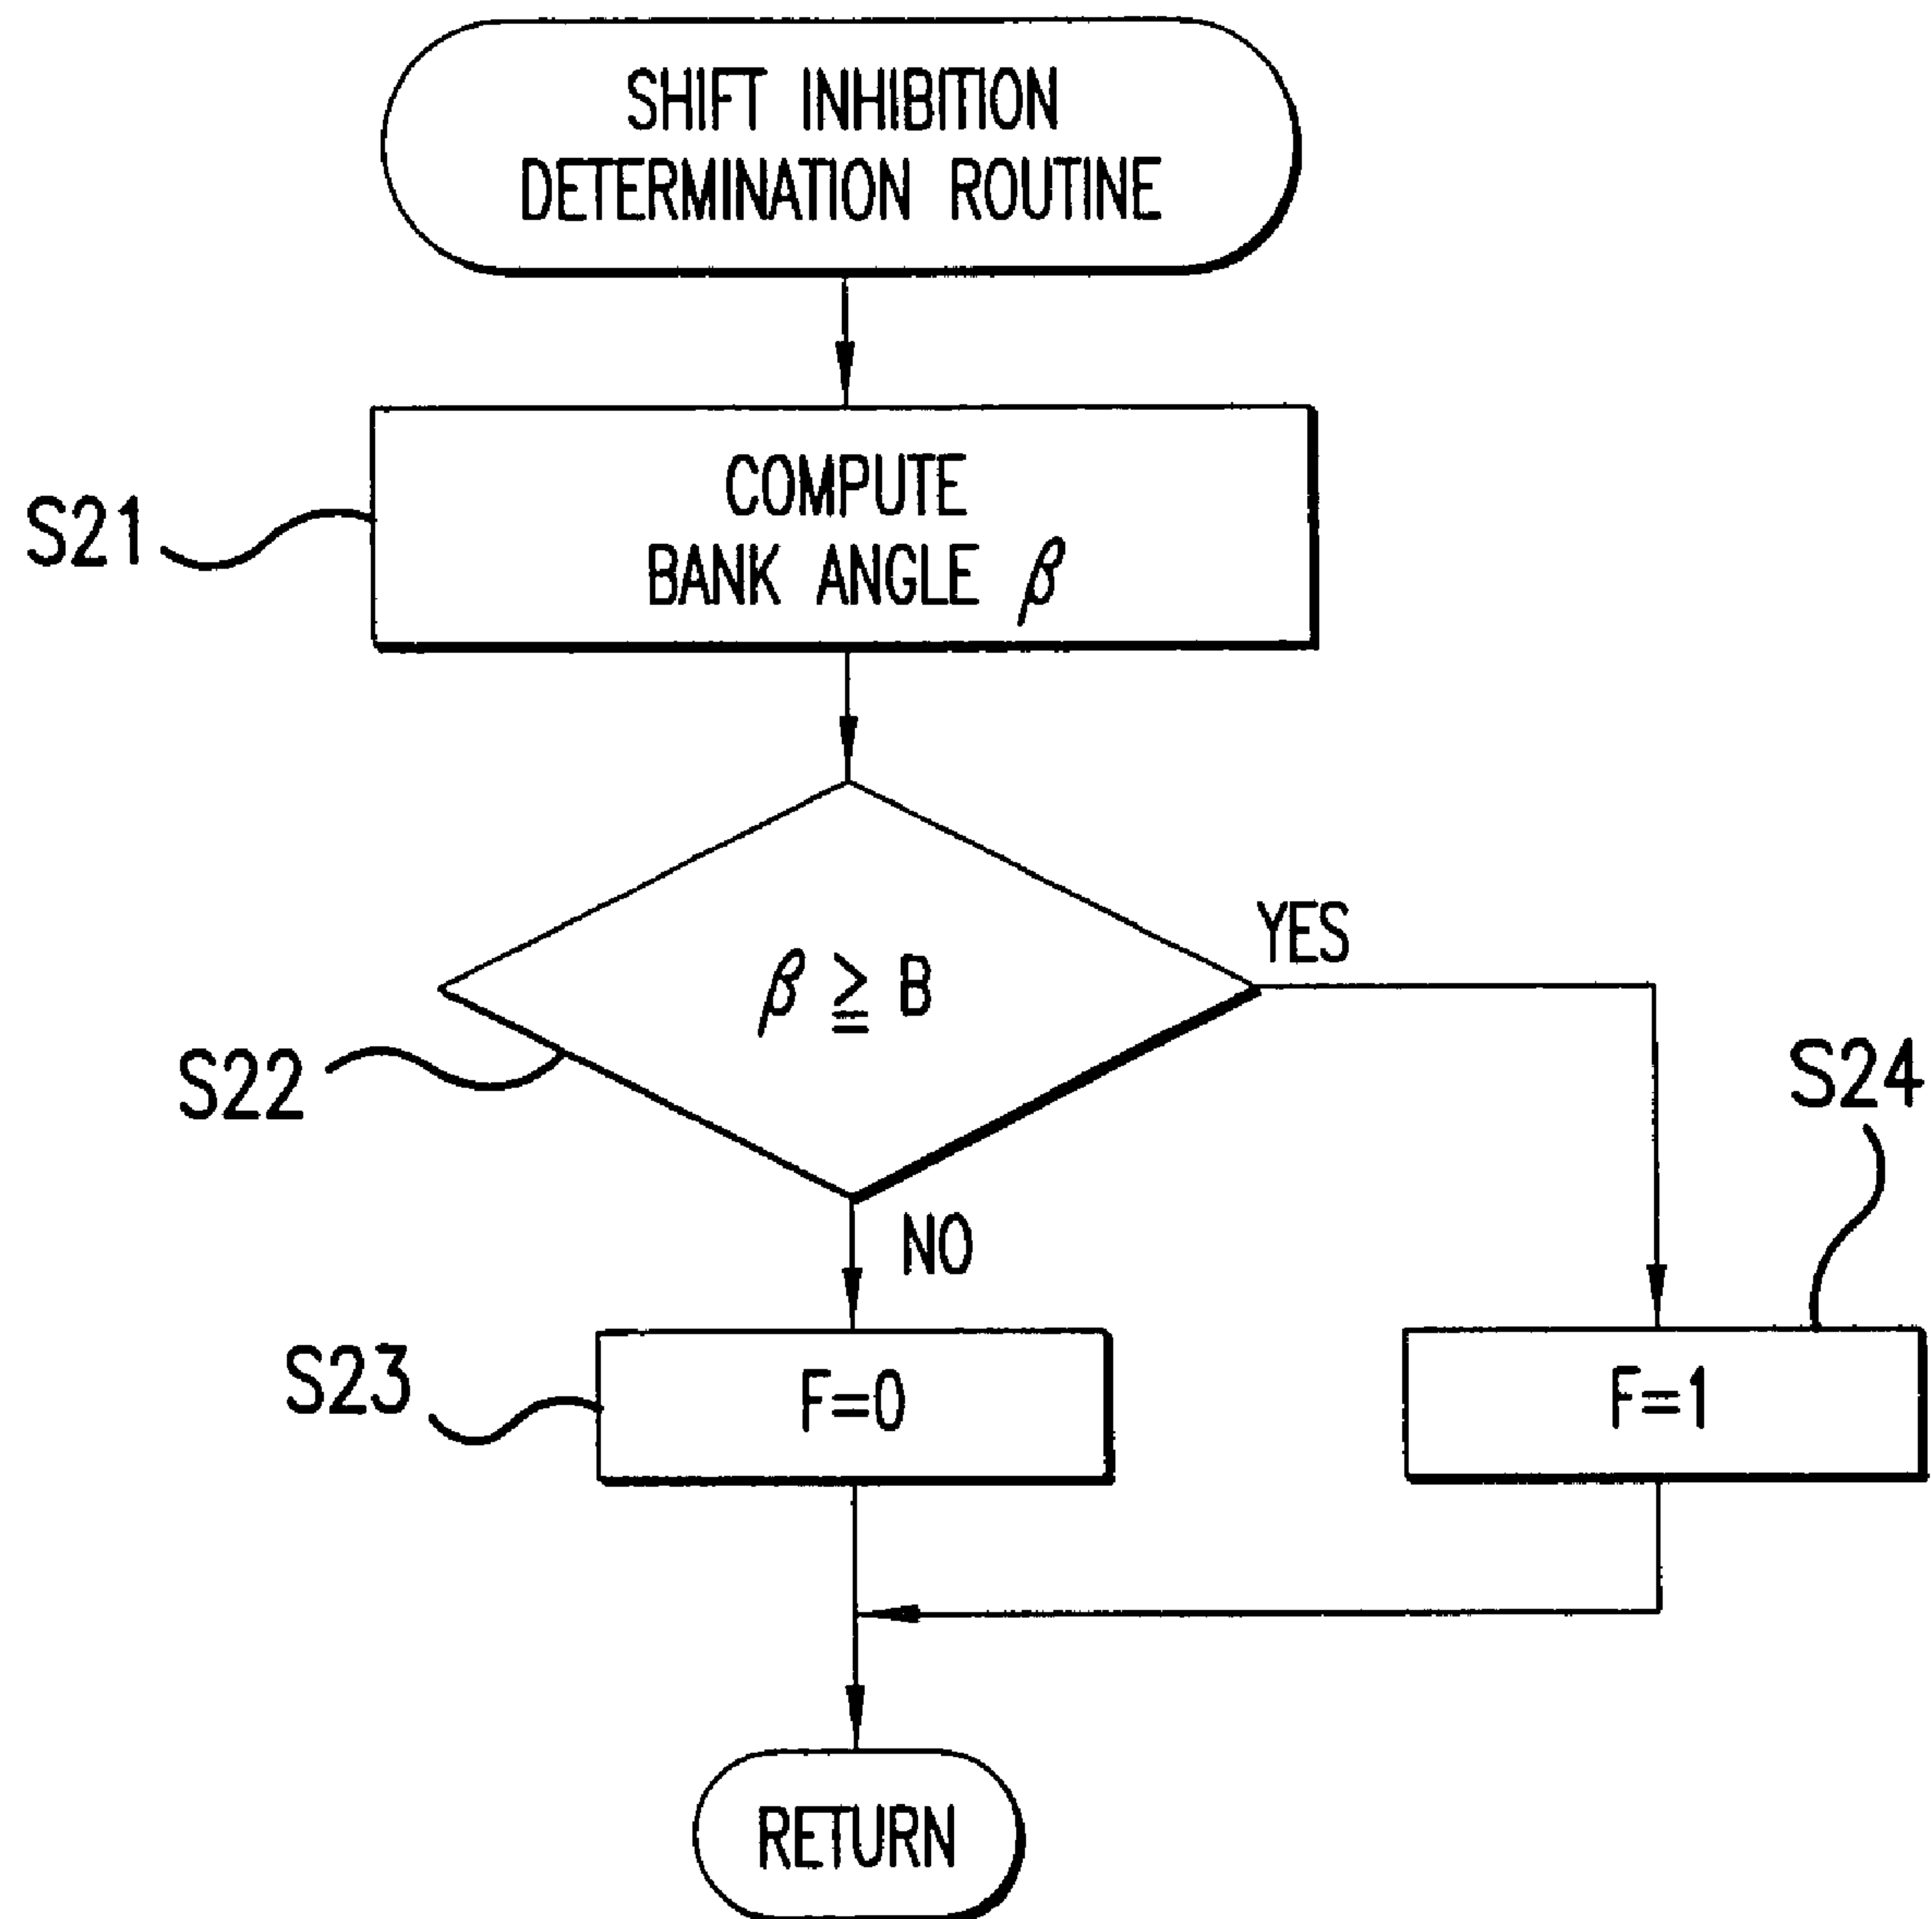 SHIFT INHIBITION
DETERMINATION ROUTINE
COMPUTE
BANK ANGLE β
S21
β ≧ B
YES
S22
S24
NO
S23
F=0
F=1
RETURN